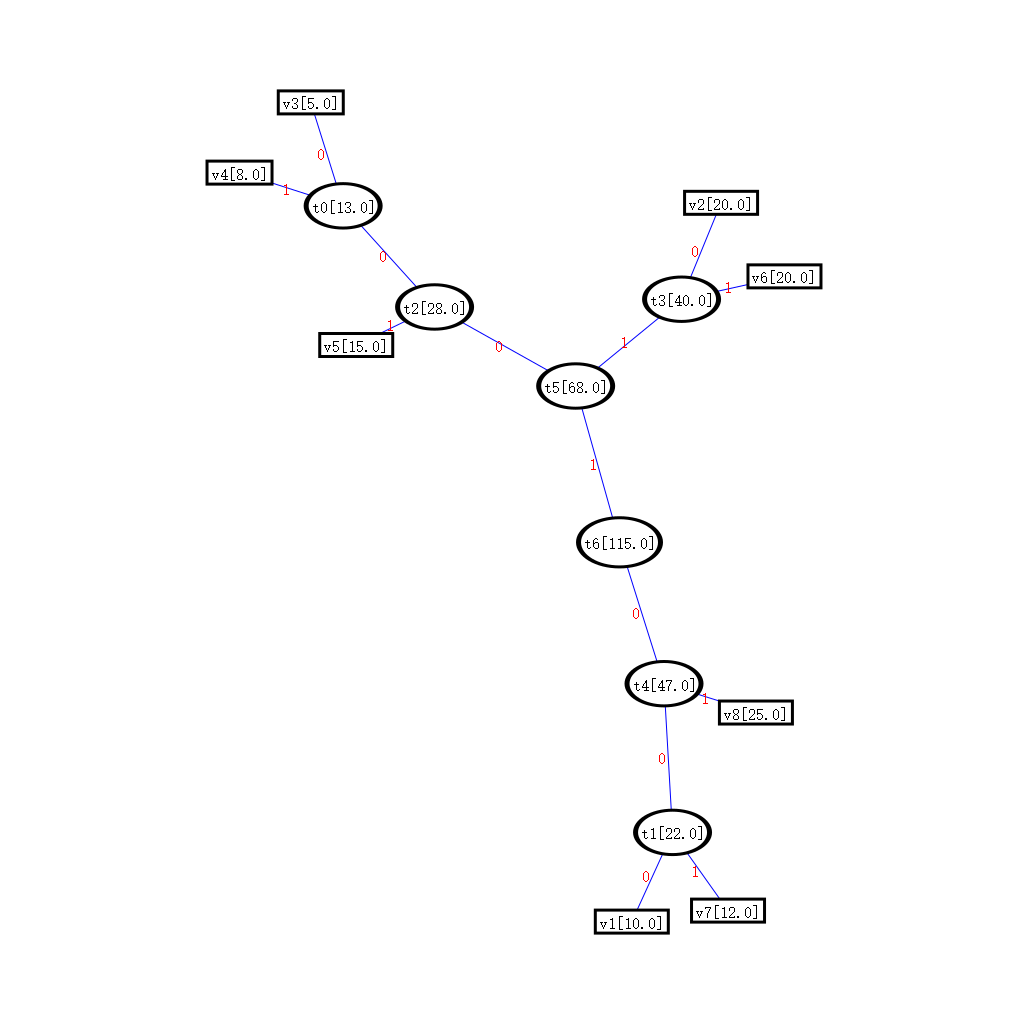 v3[5.0]
0
v4[8.0]
1
t0[13.0]
v2[20.0]
0
0
v6[20.0]
1
t3[40.0]
t2[28.0]
1
v5[15.0]
0
1
t5[68.0]
1
t6[115.0]
0
t4[47.0]
1
v8[25.0]
0
t1[22.0]
0
1
v1[10.0]
v7[12.0]